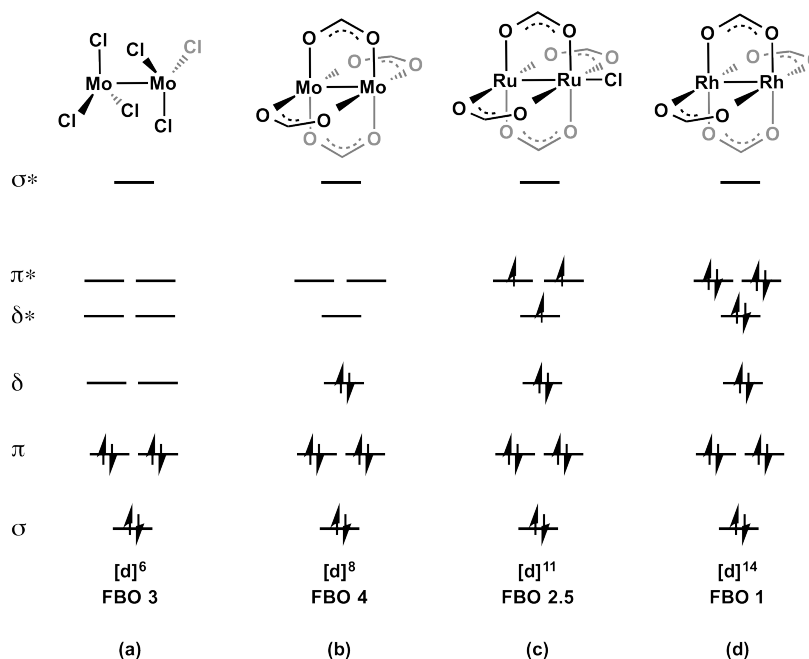 Cl Cl Cl
Mo Mo
Cl Cl Cl
O O O O
Mo Mo
O O O O
O O O O
Ru Ru Cl
O O O O
O O O O
Rh Rh
O O O O
σ*
π*
δ*
δ
π
σ
[d]⁶ [d]⁸ [d]¹¹ [d]¹⁴
FBO 3 FBO 4 FBO 2.5 FBO 1
(a) (b) (c) (d)